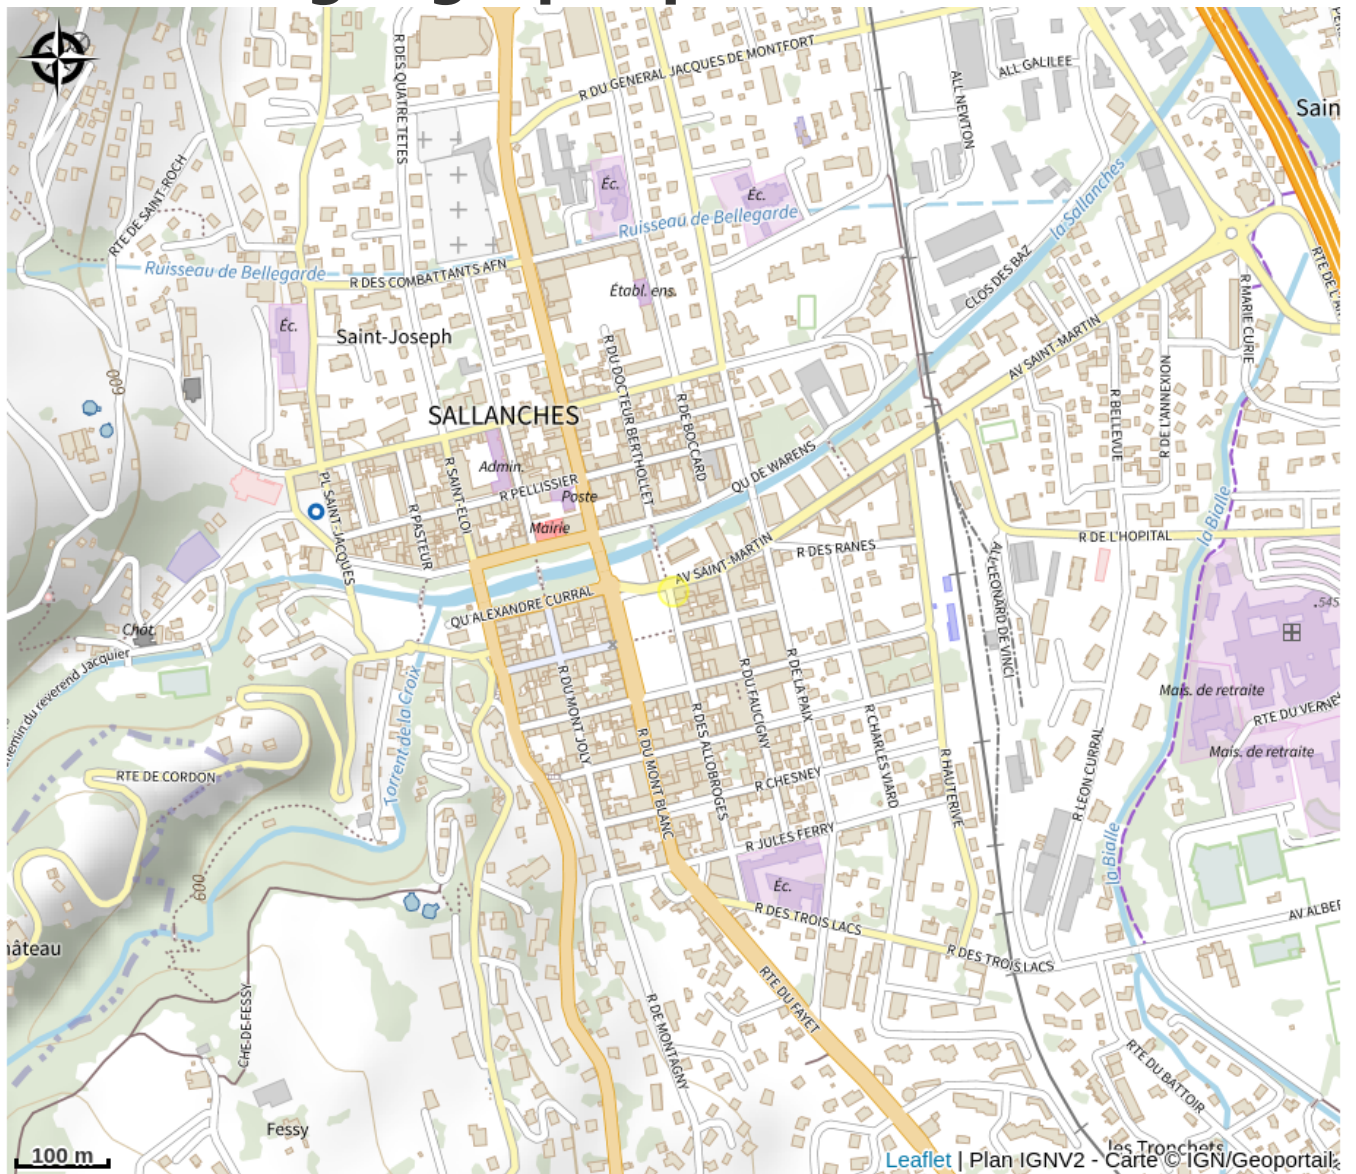 R DES QUATRE TETES
R DU GENERAL JACQUES DE MONTFORT
ALL NEWTON
ALL GALILEE
Sain
RTE DE SAINT-ROCH
Éc.
Éc.
Ruisseau de Bellegarde
la Sallanches
Ruisseau de Bellegarde
R DES COMBATTANTS AFN
Établ. ens.
CLOS DES BAZ
R MARIE CURIE
Éc.
Saint-Joseph
R DU DOCTEUR BERTHOLLET
AV SAINT-MARTIN
600
R DE BOCCARD
R BELLEVUE
R DE L'ANNEXION
SALLANCHES
Admin.
R PELLISSIER
Poste
QU DE WARENS
PL SAINT-JACQUES
R SAINT-ELOI
R PASTEUR
Mairie
la Bialle
R DE L'HOPITAL
R DES RANES
AV SAINT-MARTIN
ALL LEONARD DE VINCI
QU ALEXANDRE CURRAL
.545
Chât.
Chemin du reverend Jacquier
Torrent de la Croix
R DU MONT JOLY
R DU FAUCIGNY
R DE LA PAIX
Mais. de retraite
RTE DU VERNEY
R DES ALLOBROGES
R CHARLES VIARD
R HAUTERIVE
R LEON CURRAL
Mais. de retraite
RTE DE CORDON
R DU MONT BLANC
R CHESNEY
R JULES FERRY
la Bialle
Éc.
600
R DES TROIS LACS
AV ALBER
hâteau
R DES TROIS LACS
CHE DE FESSY
R DE MONTAGNY
RTE DU FAYET
RTE DU BATTOIR
Fessy
les Tronchets
100 m
Leaflet | Plan IGNV2 - Carte © IGN/Geoportail